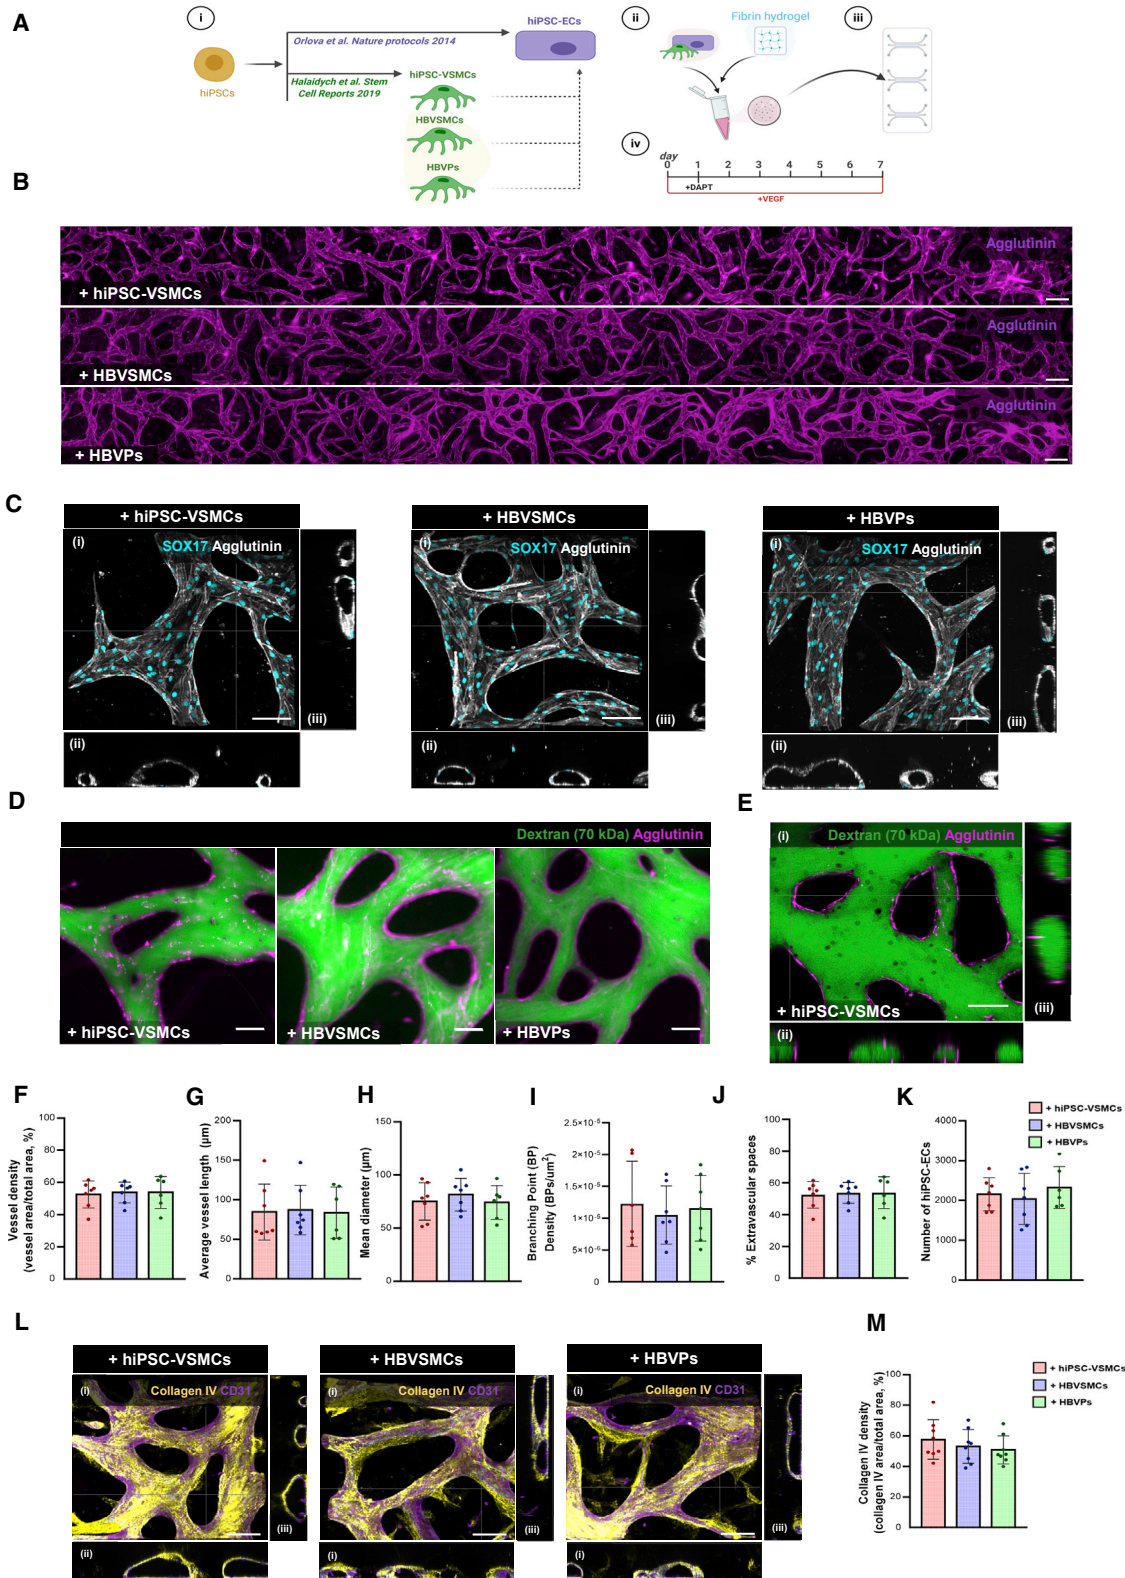 A
i
hiPSCs
Orlova et al. Nature protocols 2014
Halaidych et al. Stem
Cell Reports 2019
hiPSC-ECs
hiPSC-VSMCs
HBVSMCs
HBVPs
ii
Fibrin hydrogel
iii
iv
day
0 1 2 3 4 5 6 7
+DAPT
+VEGF
B
Agglutinin
+ hiPSC-VSMCs
Agglutinin
+ HBVSMCs
Agglutinin
+ HBVPs
C
+ hiPSC-VSMCs
(i)
SOX17 Agglutinin
(ii)
(iii)
+ HBVSMCs
(i)
SOX17 Agglutinin
(ii)
(iii)
+ HBVPs
(i)
SOX17 Agglutinin
(ii)
(iii)
D
Dextran (70 kDa) Agglutinin
+ hiPSC-VSMCs
+ HBVSMCs
+ HBVPs
E
(i)
Dextran (70 kDa) Agglutinin
+ hiPSC-VSMCs
(ii)
(iii)
F
Vessel density
(vessel area/total area, %)
100
80
60
40
20
0
G
Average vessel length (µm)
200
150
100
50
0
H
Mean diameter (µm)
150
100
50
0
I
Branching Point (BP)
Density (BPs/um²)
2.5×10⁻⁵
2×10⁻⁵
1.5×10⁻⁵
1×10⁻⁵
5×10⁻⁶
0
J
% Extravascular spaces
100
80
60
40
20
0
K
Number of hiPSC-ECs
4000
3000
2000
1000
0
+ hiPSC-VSMCs
+ HBVSMCs
+ HBVPs
L
+ hiPSC-VSMCs
(i)
Collagen IV CD31
(ii)
(iii)
+ HBVSMCs
(i)
Collagen IV CD31
(i)
(iii)
+ HBVPs
(i)
Collagen IV CD31
(i)
(iii)
M
Collagen IV density
(collagen IV area/total area, %)
100
80
60
40
20
0
+ hiPSC-VSMCs
+ HBVSMCs
+ HBVPs